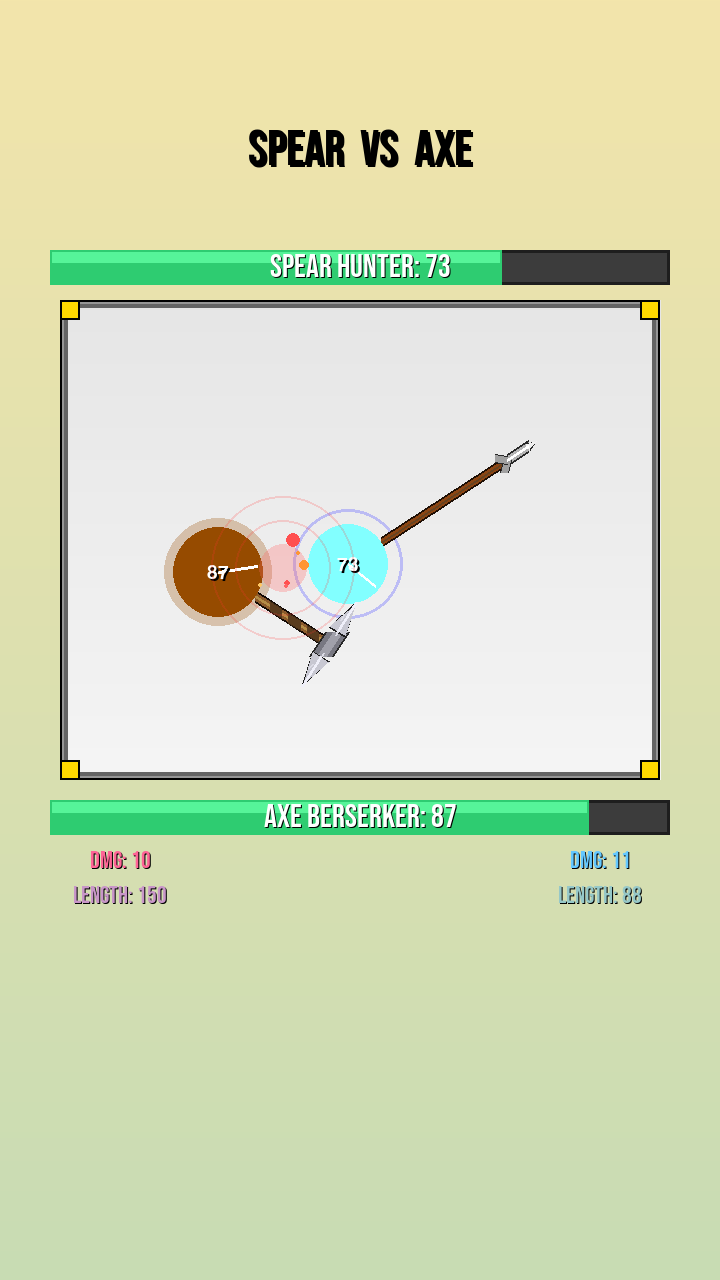 SPEAR VS AXE
SPEAR HUNTER: 73
87
73
AXE BERSERKER: 87
DMG: 10
DMG: 11
LENGTH: 150
LENGTH: 88